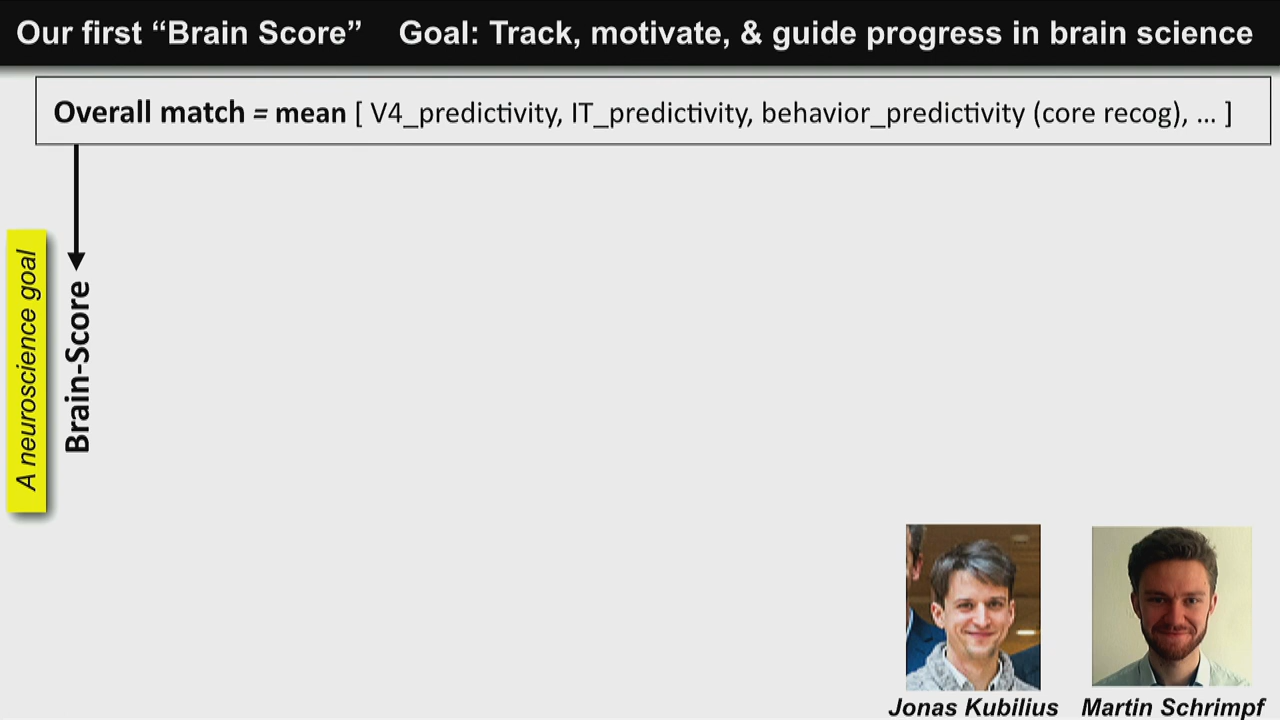 Our first “Brain Score” Goal: Track, motivate, & guide progress in brain science
Overall match = mean [ V4_predictivity, IT_predictivity, behavior_predictivity (core recog), ... ]
A neuroscience goal
Brain-Score
Jonas Kubilius
Martin Schrimpf